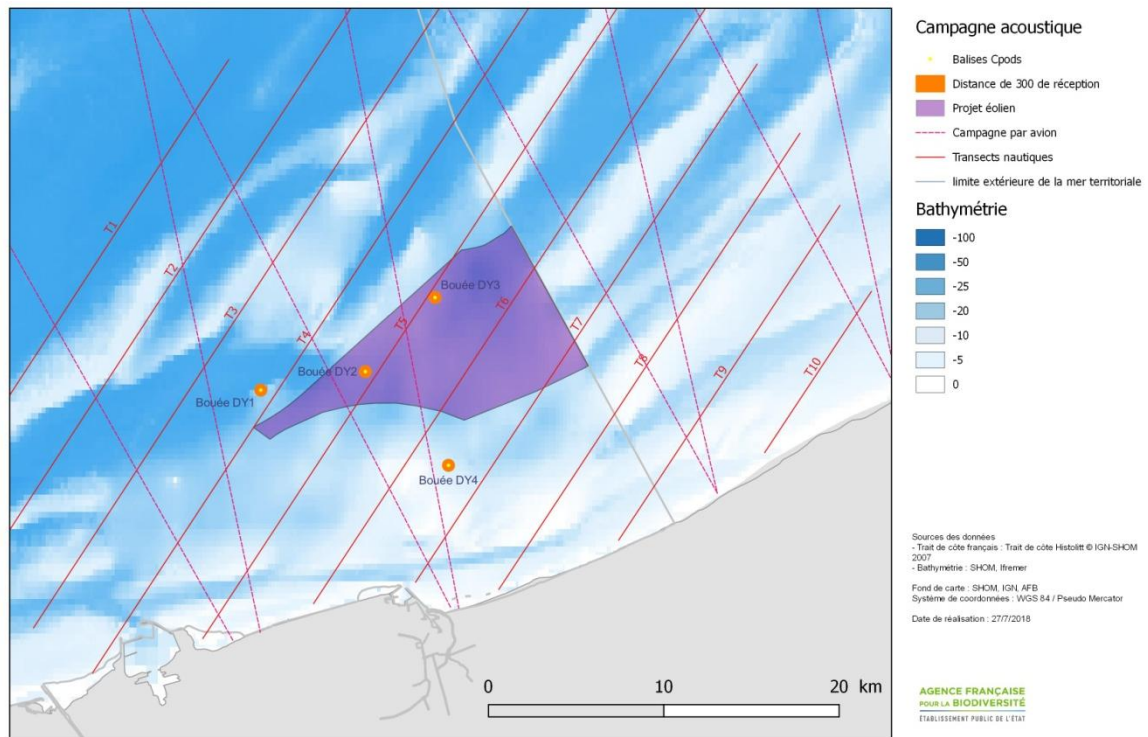 T1
T2
T3
T4
T5
T6
T7
T8
T9
T10
Bouée DY3
Bouée DY2
Bouée DY1
Bouée DY4
0 10 20 km
Campagne acoustique
Balises Cpods
Distance de 300 de réception
Projet éolien
Campagne par avion
Transects nautiques
limite extérieure de la mer territoriale
Bathymétrie
-100
-50
-25
-20
-10
-5
0
Sources des données
- Trait de côte français : Trait de côte Histolitt © IGN-SHOM
2007
- Bathymétrie : SHOM, Ifremer
Fond de carte : SHOM, IGN, AFB
Système de coordonnées : WGS 84 / Pseudo Mercator
Date de réalisation : 27/7/2018
AGENCE FRANÇAISE
POUR LA BIODIVERSITÉ
ÉTABLISSEMENT PUBLIC DE L'ÉTAT